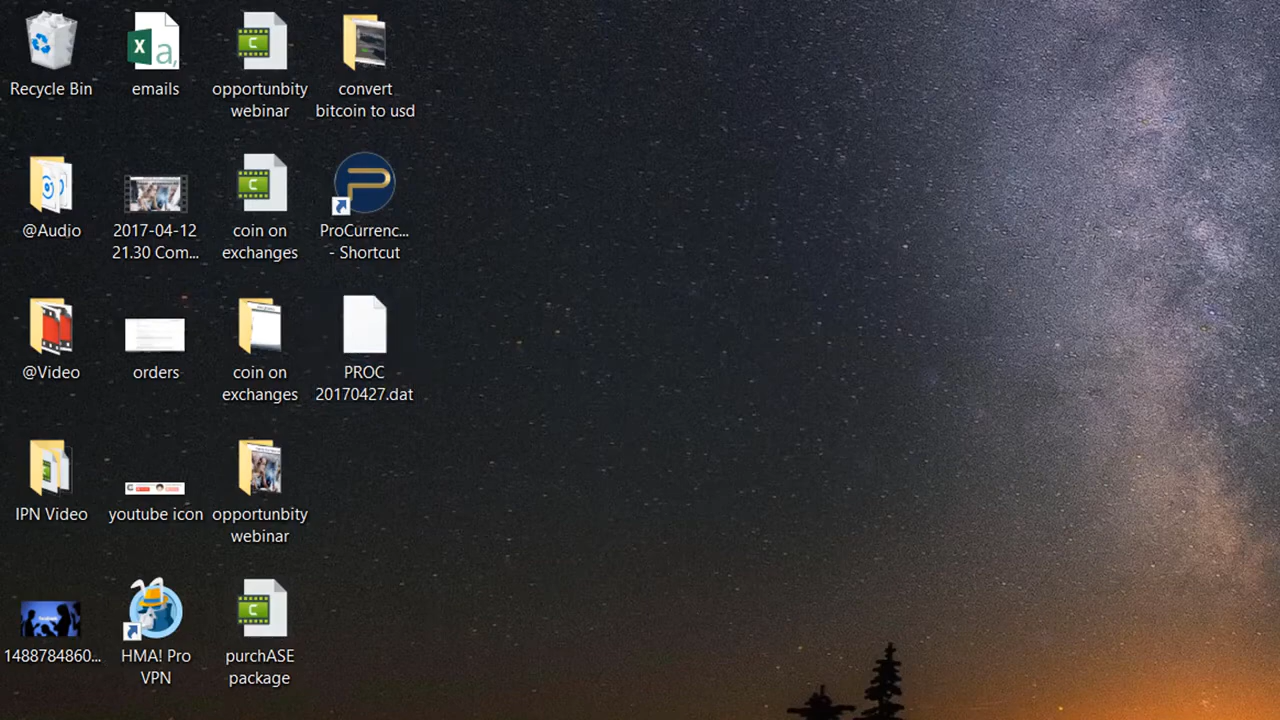 Recycle Bin
emails
opportunbity
webinar
convert
bitcoin to usd
@Audio
2017-04-12
21.30 Com...
coin on
exchanges
ProCurrenc...
- Shortcut
@Video
orders
coin on
exchanges
PROC
20170427.dat
IPN Video
youtube icon
opportunbity
webinar
1488784860...
HMA! Pro
VPN
purchASE
package